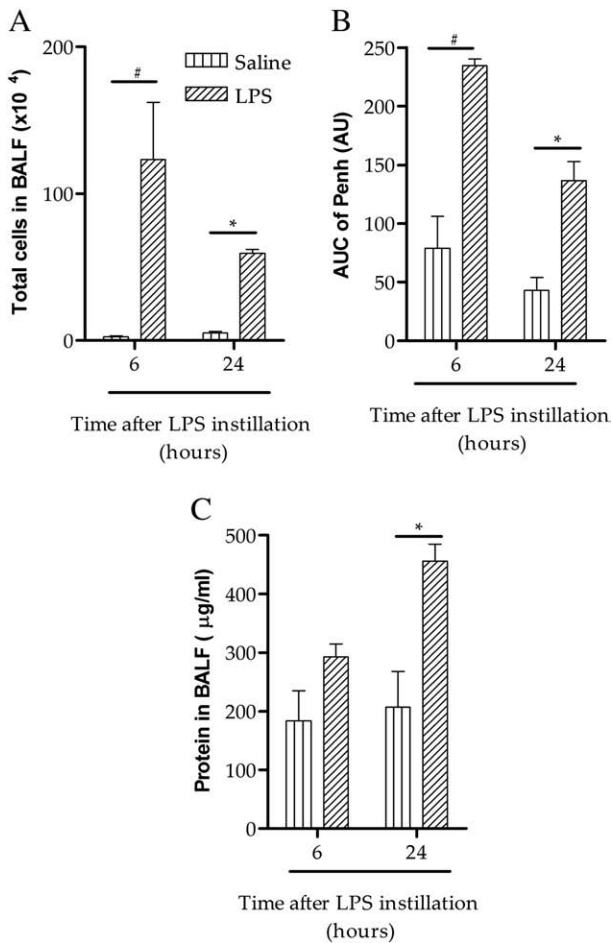 A
Total cells in BALF (x10 4)
200
100
0
#
*
Saline
LPS
6
24
Time after LPS instillation
(hours)
B
AUC of Penh (AU)
250
200
150
100
50
0
#
*
6
24
Time after LPS instillation
(hours)
C
Protein in BALF ( μg/ml)
500
400
300
200
100
0
*
6
24
Time after LPS instillation
(hours)